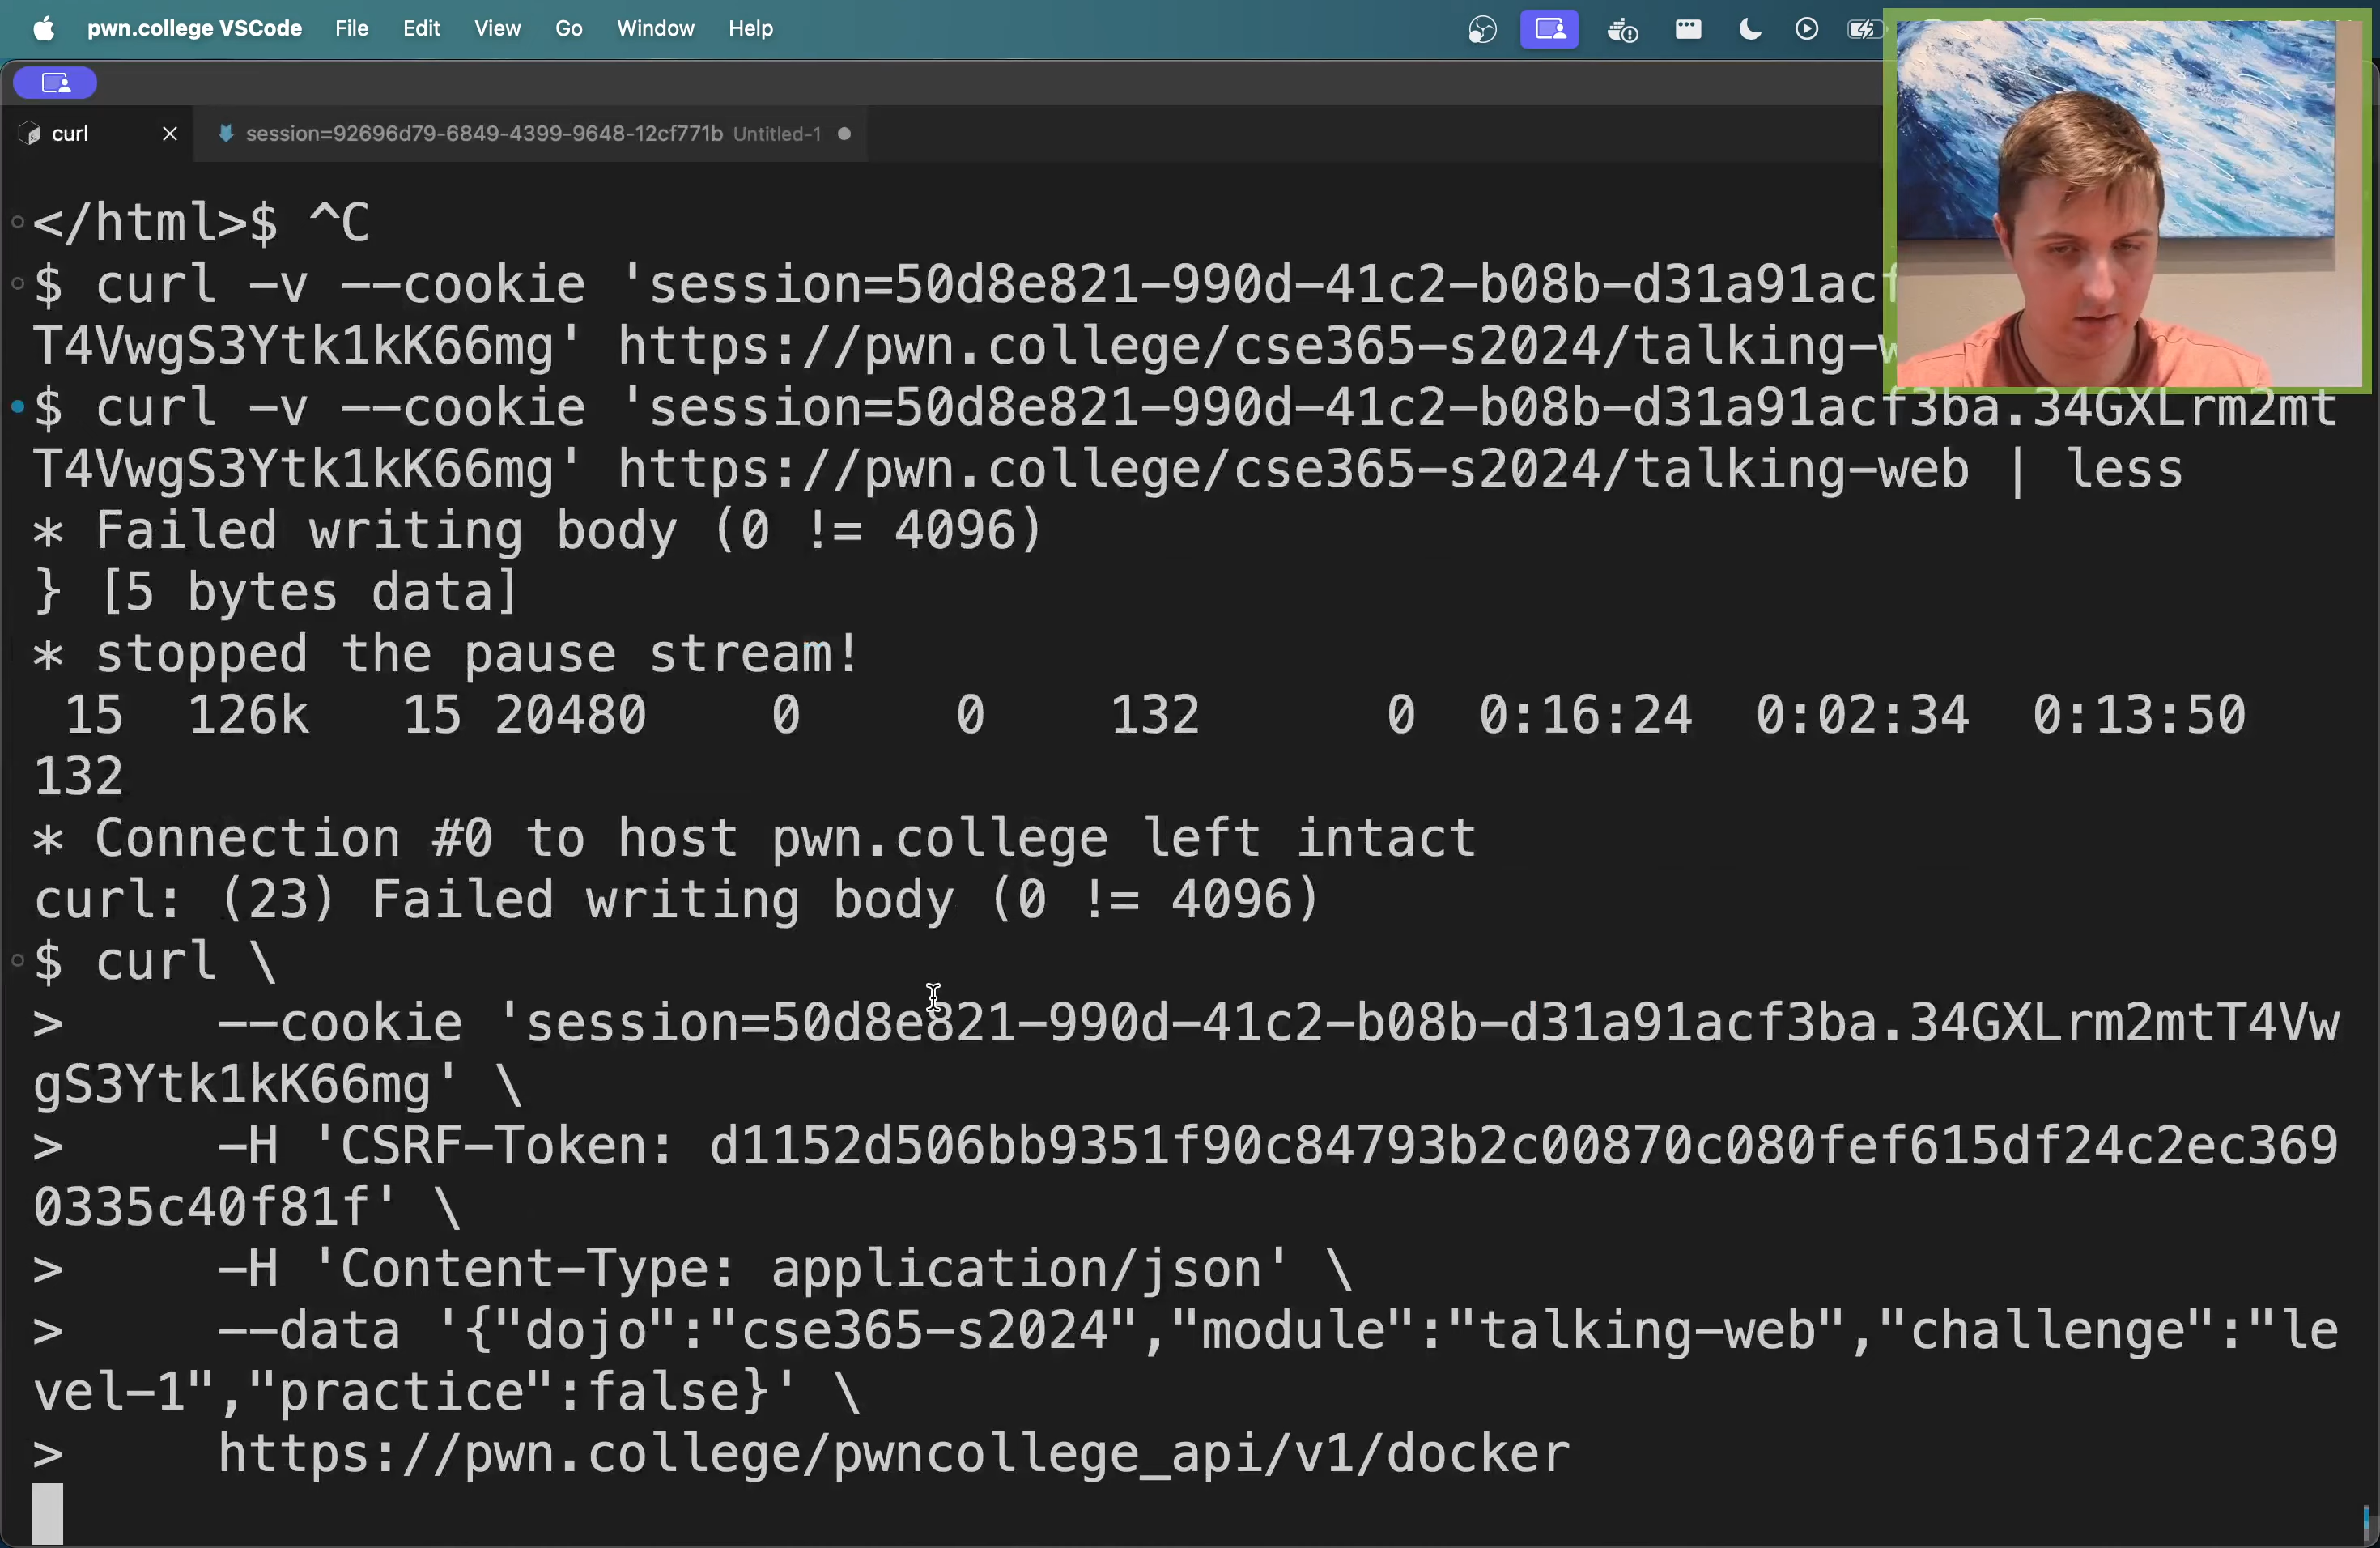 pwn.college VSCode File Edit View Go Window Help
curl session=92696d79-6849-4399-9648-12cf771b Untitled-1
</html>$ ^C
$ curl -v --cookie 'session=50d8e821-990d-41c2-b08b-d31a91acf
T4VwgS3Ytk1kK66mg' https://pwn.college/cse365-s2024/talking-w
$ curl -v --cookie 'session=50d8e821-990d-41c2-b08b-d31a91acf3ba.34GXLrm2mt
T4VwgS3Ytk1kK66mg' https://pwn.college/cse365-s2024/talking-web | less
* Failed writing body (0 != 4096)
} [5 bytes data]
* stopped the pause stream!
15 126k 15 20480 0 0 132 0 0:16:24 0:02:34 0:13:50
132
* Connection #0 to host pwn.college left intact
curl: (23) Failed writing body (0 != 4096)
$ curl \
> --cookie 'session=50d8e821-990d-41c2-b08b-d31a91acf3ba.34GXLrm2mtT4Vw
gS3Ytk1kK66mg' \
> -H 'CSRF-Token: d1152d506bb9351f90c84793b2c00870c080fef615df24c2ec369
0335c40f81f' \
> -H 'Content-Type: application/json' \
> --data '{"dojo":"cse365-s2024","module":"talking-web","challenge":"le
vel-1","practice":false}' \
> https://pwn.college/pwncollege_api/v1/docker